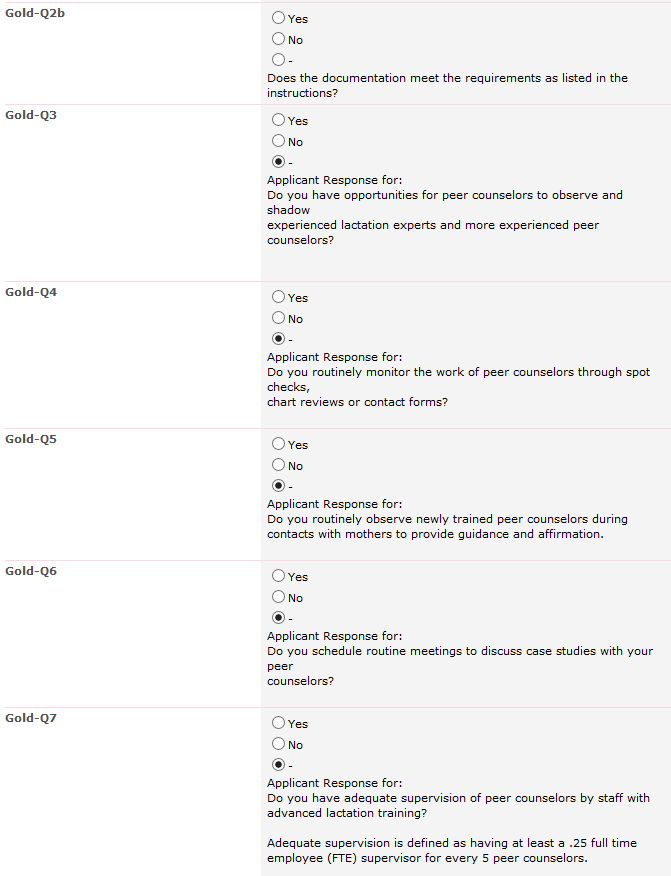 Gold-Q2b
Yes
No
-
Does the documentation meet the requirements as listed in the
instructions?
Gold-Q3
Yes
No
-
Applicant Response for:
Do you have opportunities for peer counselors to observe and
shadow
experienced lactation experts and more experienced peer
counselors?
Gold-Q4
Yes
No
-
Applicant Response for:
Do you routinely monitor the work of peer counselors through spot
checks,
chart reviews or contact forms?
Gold-Q5
Yes
No
-
Applicant Response for:
Do you routinely observe newly trained peer counselors during
contacts with mothers to provide guidance and affirmation.
Gold-Q6
Yes
No
-
Applicant Response for:
Do you schedule routine meetings to discuss case studies with your
peer
counselors?
Gold-Q7
Yes
No
-
Applicant Response for:
Do you have adequate supervision of peer counselors by staff with
advanced lactation training?
Adequate supervision is defined as having at least a .25 full time
employee (FTE) supervisor for every 5 peer counselors.